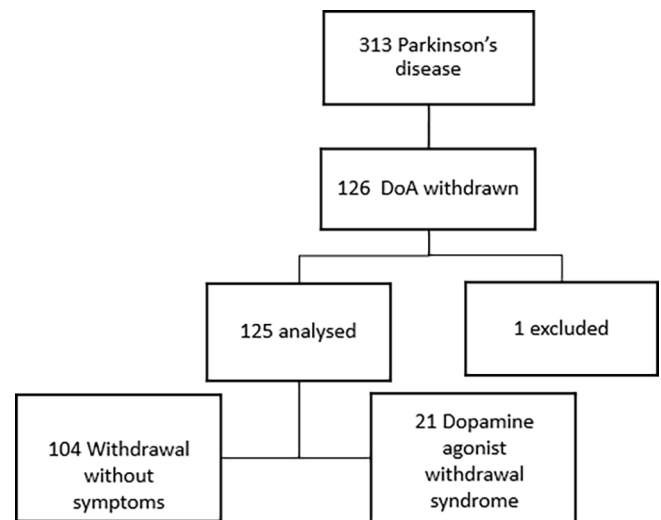 313 Parkinson's
disease
126 DoA withdrawn
125 analysed
1 excluded
104 Withdrawal
without
symptoms
21 Dopamine
agonist
withdrawal
syndrome